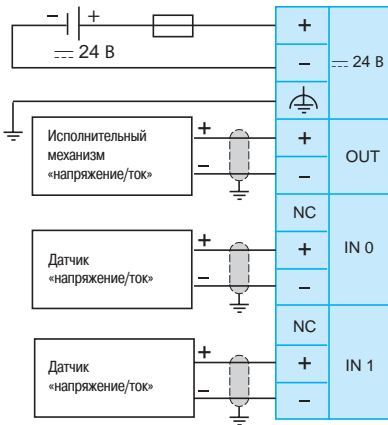 − + +
⎓ 24 В
− ⎓ 24 В
Исполнительный
механизм
«напряжение/ток»
+ +
− −
OUT
NC
Датчик
«напряжение/ток»
+ +
− −
IN 0
NC
Датчик
«напряжение/ток»
+ +
− −
IN 1